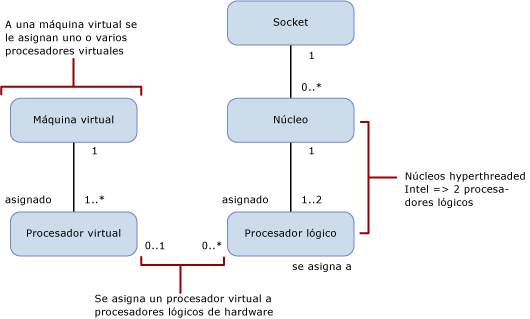 A una máquina virtual se
le asignan uno o varios
procesadores virtuales
Socket
1
0..*
Máquina virtual
Núcleo
1
1
Núcleos hyperthreaded
Intel => 2 procesa-
dores lógicos
asignado
1..*
asignado
1..2
Procesador virtual
0..1
0..*
Procesador lógico
se asigna a
Se asigna un procesador virtual a
procesadores lógicos de hardware